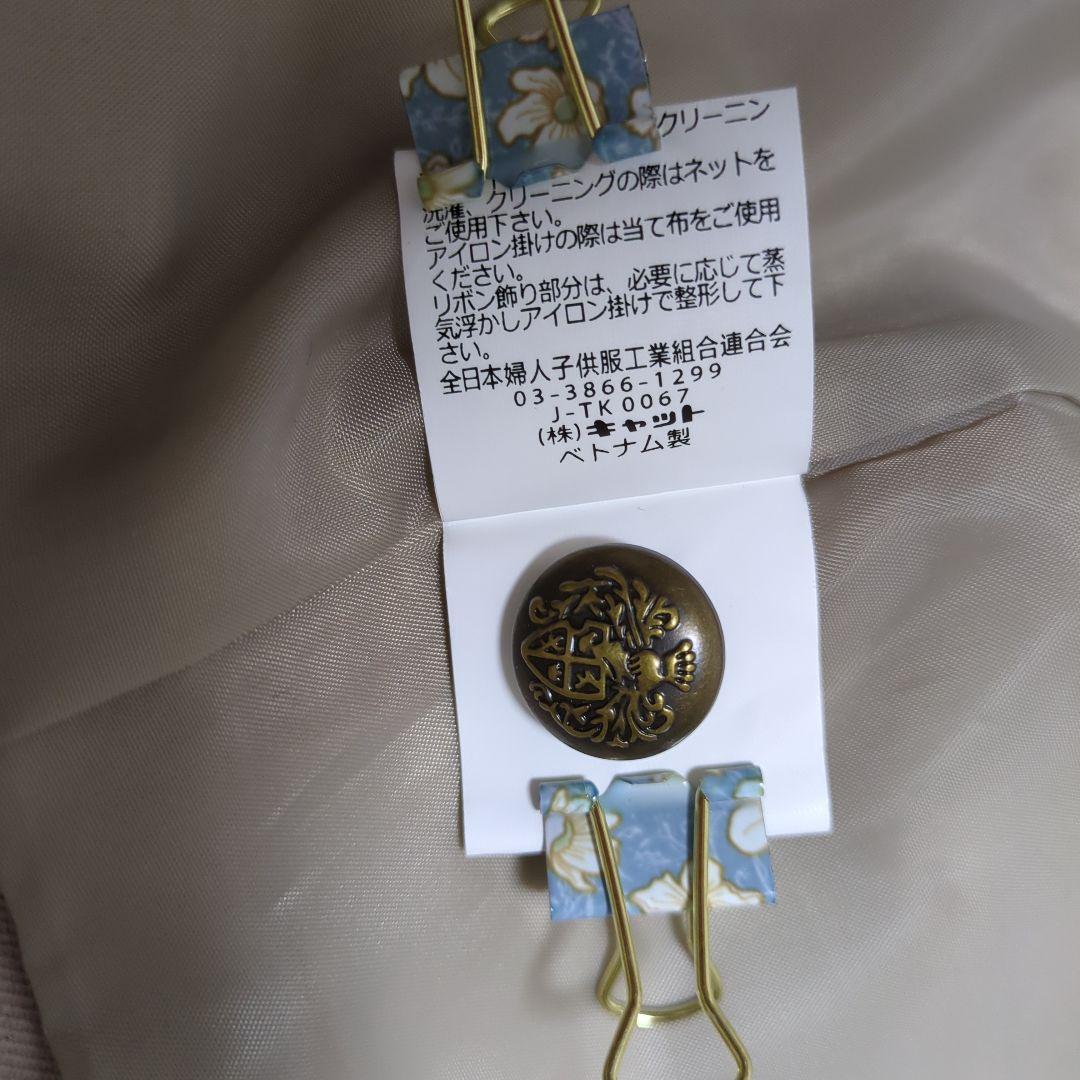 クリーニン
洗濯、クリーニングの際はネットを
ご使用下さい。
アイロン掛けの際は当て布をご使用
ください。
リボン飾り部分は、必要に応じて蒸
気浮かしアイロン掛けで整形して下
さい。
全日本婦人子供服工業組合連合会
03-3866-1299
J-TK0067
(株)キャット
ベトナム製